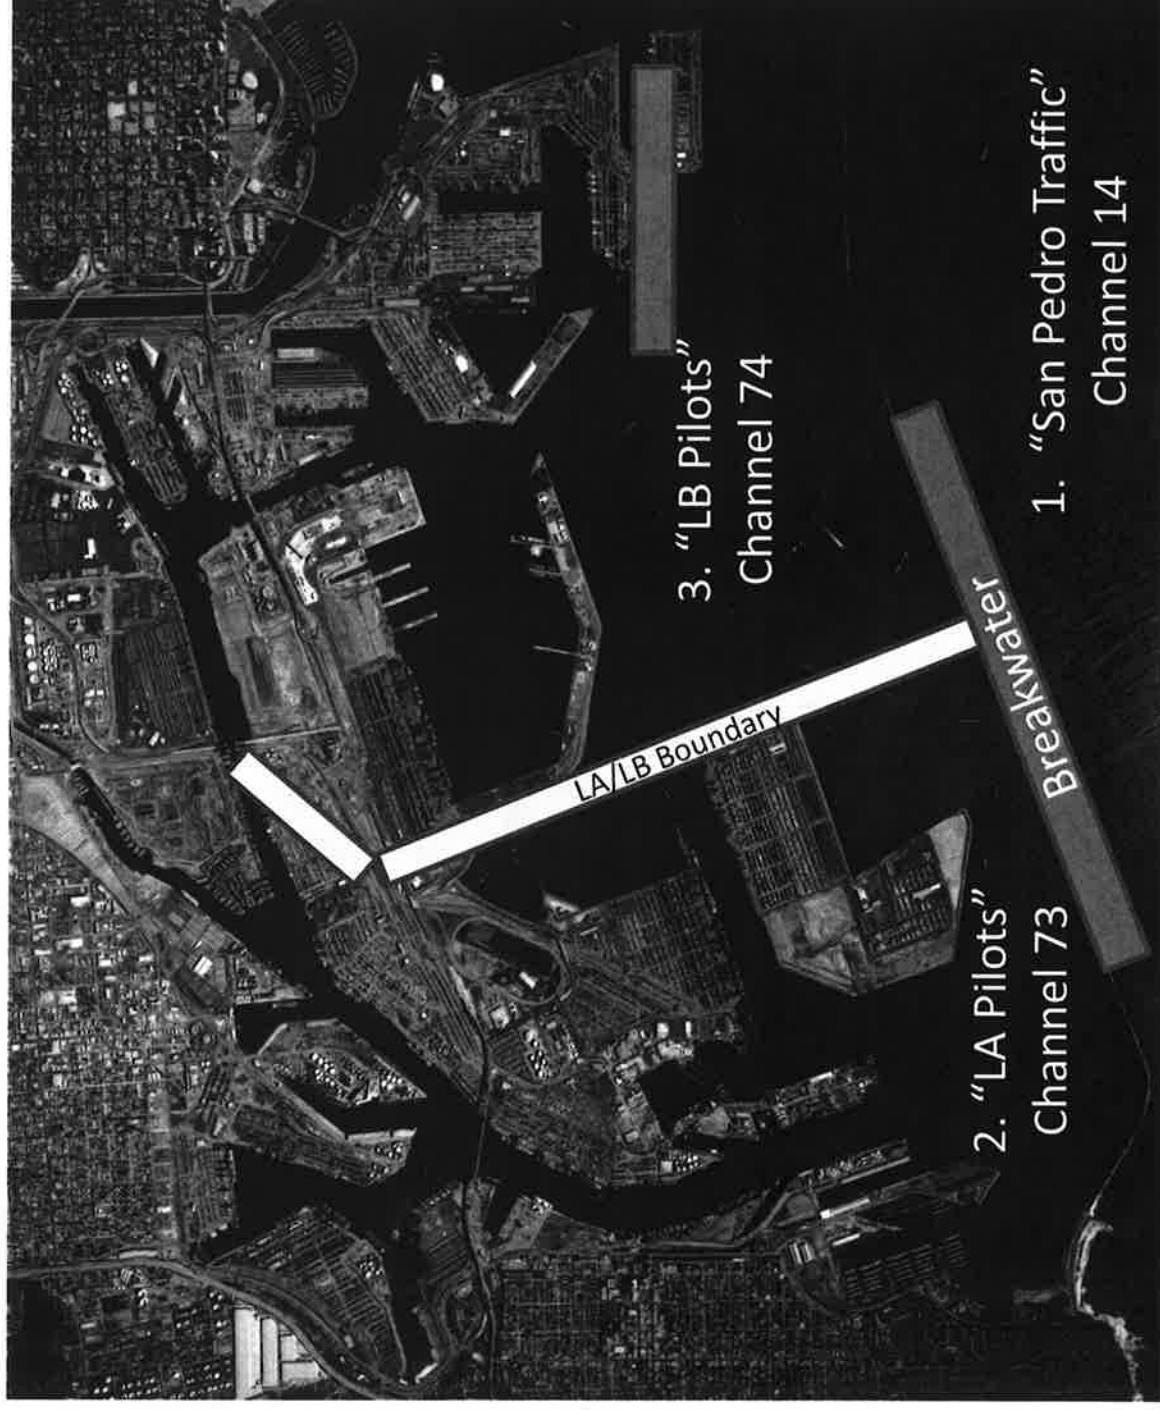 LA/LB Boundary
Breakwater
1. “San Pedro Traffic”
Channel 14
2. “LA Pilots”
Channel 73
3. “LB Pilots”
Channel 74